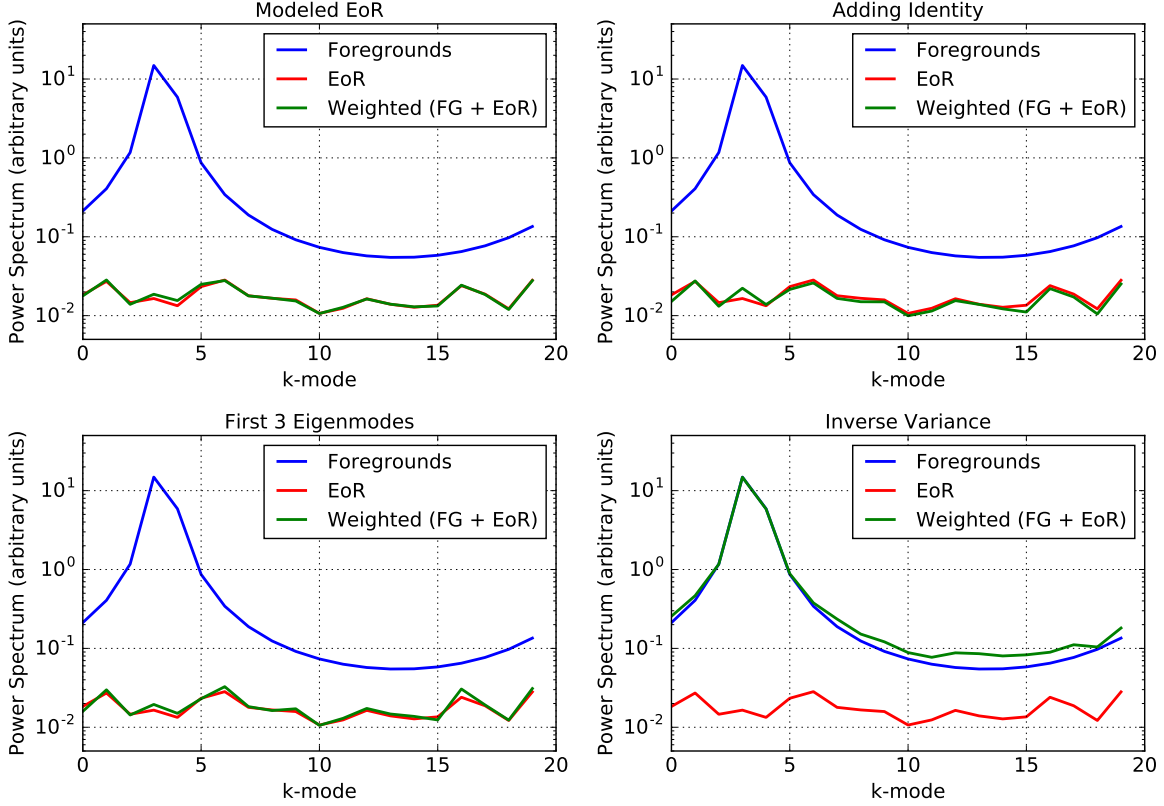 Modeled EoR
Power Spectrum (arbitrary units)
10^1
10^0
10^-1
10^-2
Foregrounds
EoR
Weighted (FG + EoR)
0 5 10 15 20
k-mode
Adding Identity
Power Spectrum (arbitrary units)
10^1
10^0
10^-1
10^-2
Foregrounds
EoR
Weighted (FG + EoR)
0 5 10 15 20
k-mode
First 3 Eigenmodes
Power Spectrum (arbitrary units)
10^1
10^0
10^-1
10^-2
Foregrounds
EoR
Weighted (FG + EoR)
0 5 10 15 20
k-mode
Inverse Variance
Power Spectrum (arbitrary units)
10^1
10^0
10^-1
10^-2
Foregrounds
EoR
Weighted (FG + EoR)
0 5 10 15 20
k-mode